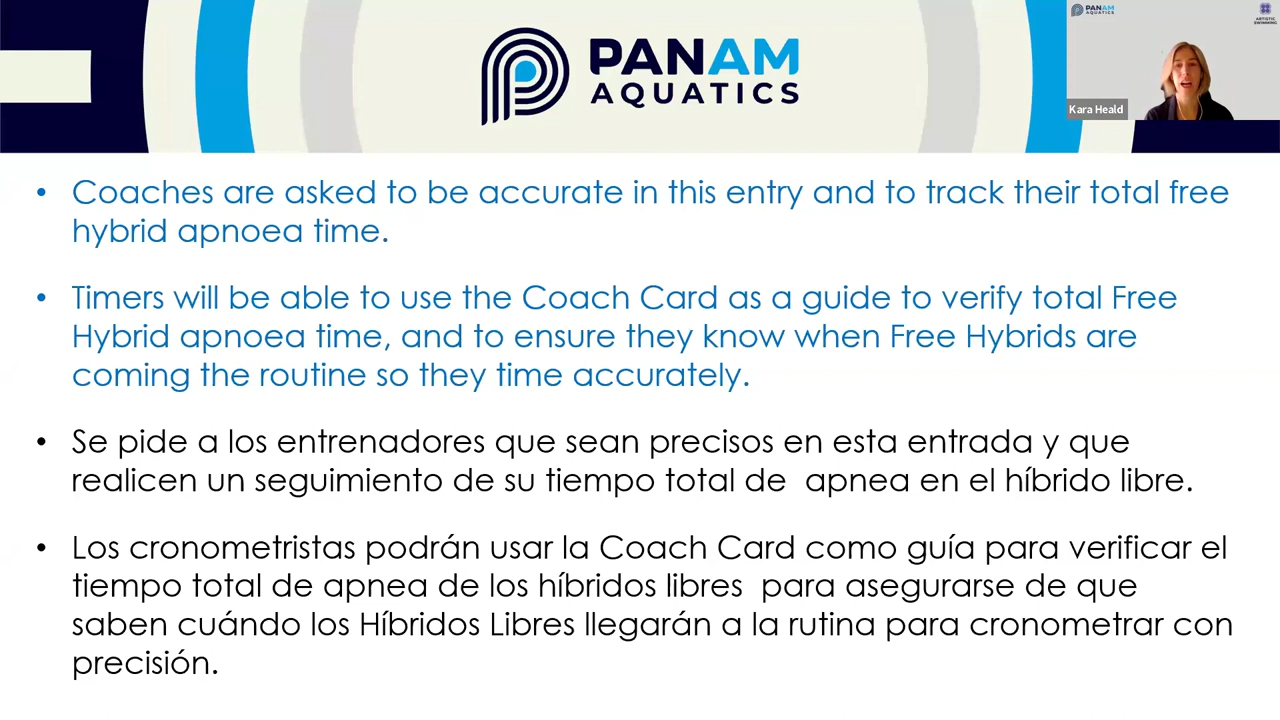 PANAM
AQUATICS
PANAM
AQUATICS
ARTISTIC
SWIMMING
Kara Heald
• Coaches are asked to be accurate in this entry and to track their total free
hybrid apnoea time.
• Timers will be able to use the Coach Card as a guide to verify total Free
Hybrid apnoea time, and to ensure they know when Free Hybrids are
coming the routine so they time accurately.
• Se pide a los entrenadores que sean precisos en esta entrada y que
realicen un seguimiento de su tiempo total de  apnea en el híbrido libre.
• Los cronometristas podrán usar la Coach Card como guía para verificar el
tiempo total de apnea de los híbridos libres  para asegurarse de que
saben cuándo los Híbridos Libres llegarán a la rutina para cronometrar con
precisión.